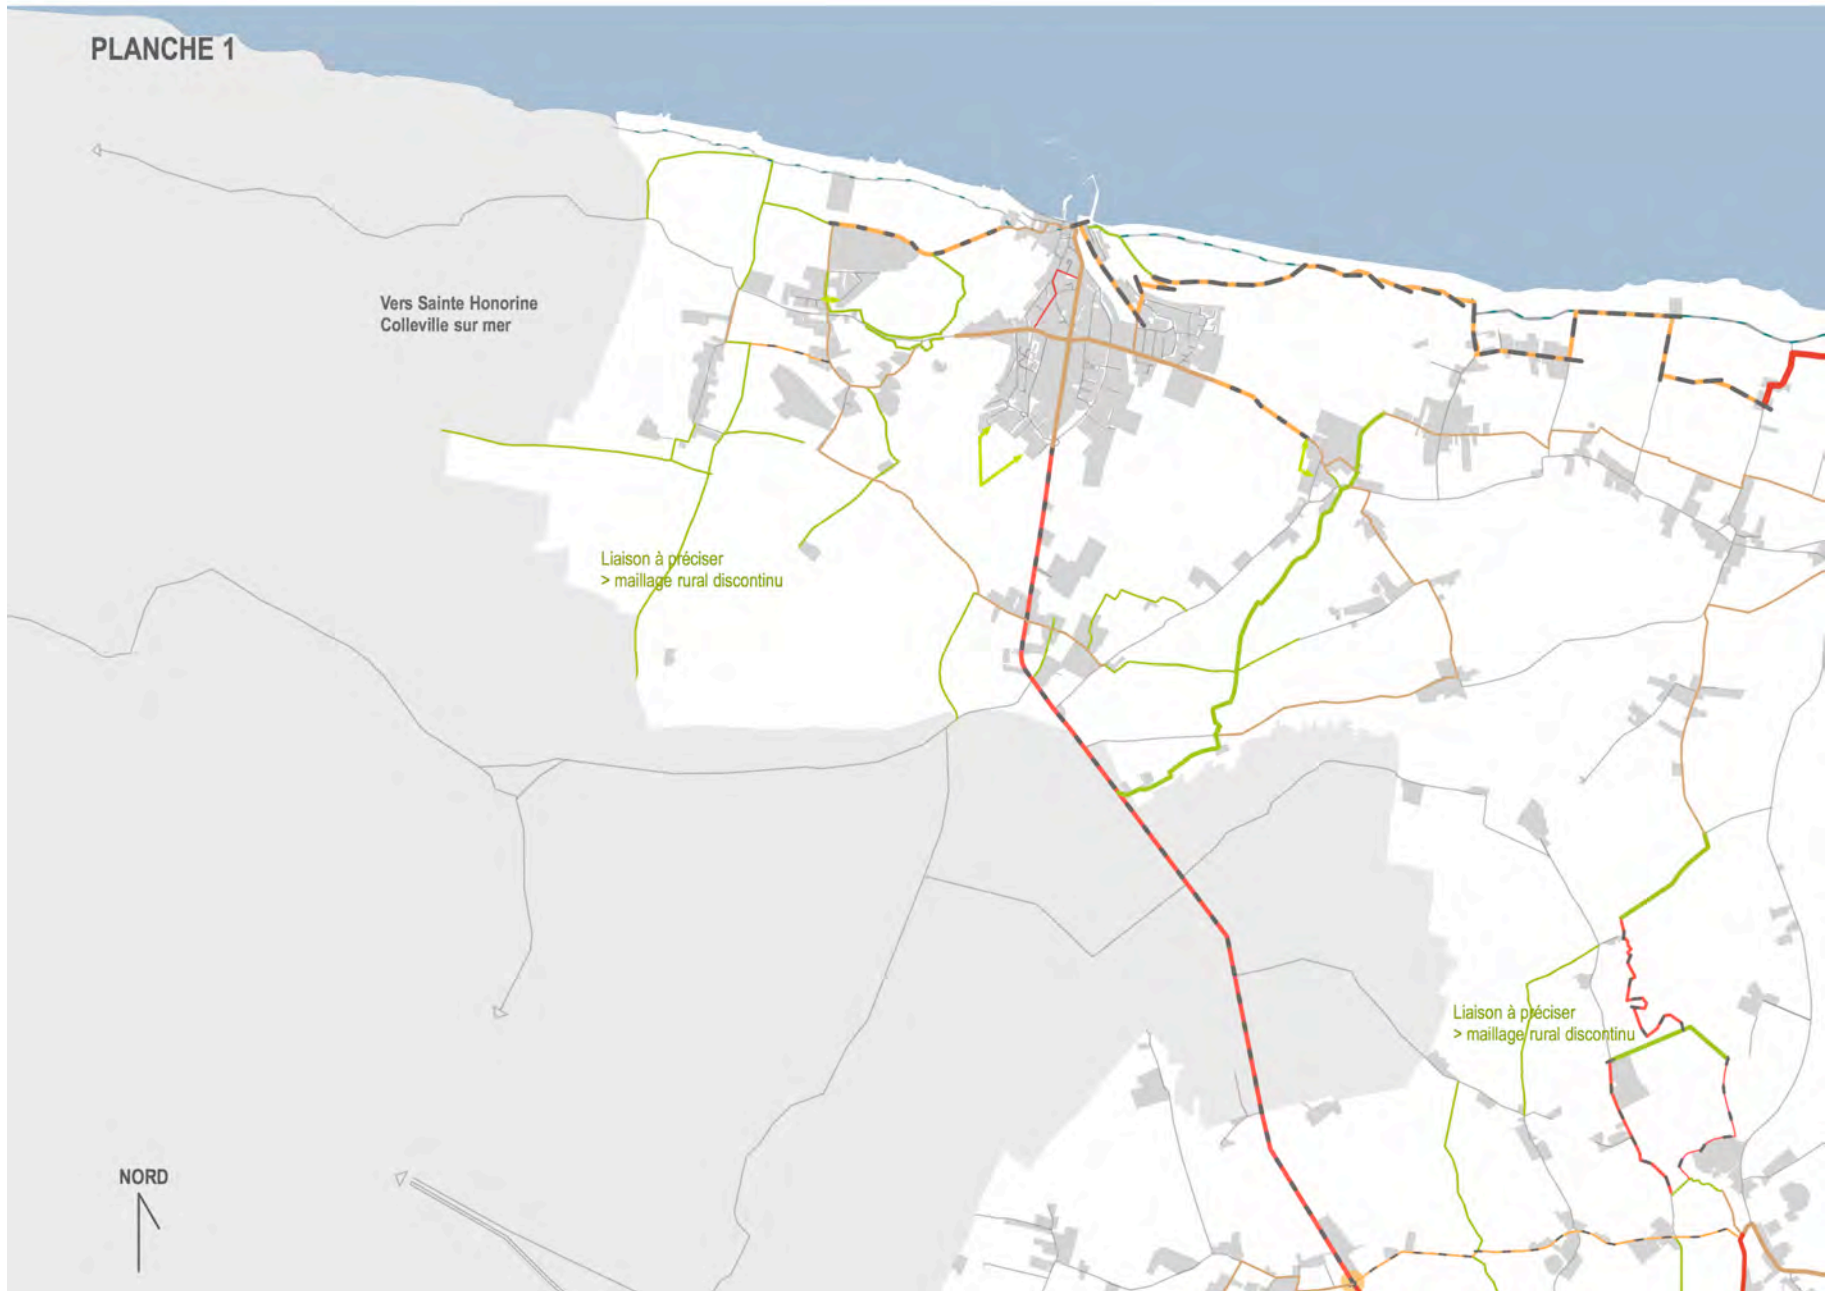 PLANCHE 1
Vers Sainte Honorine
Colleville sur mer
Liaison à préciser
> maillage rural discontinu
Liaison à préciser
> maillage rural discontinu
NORD